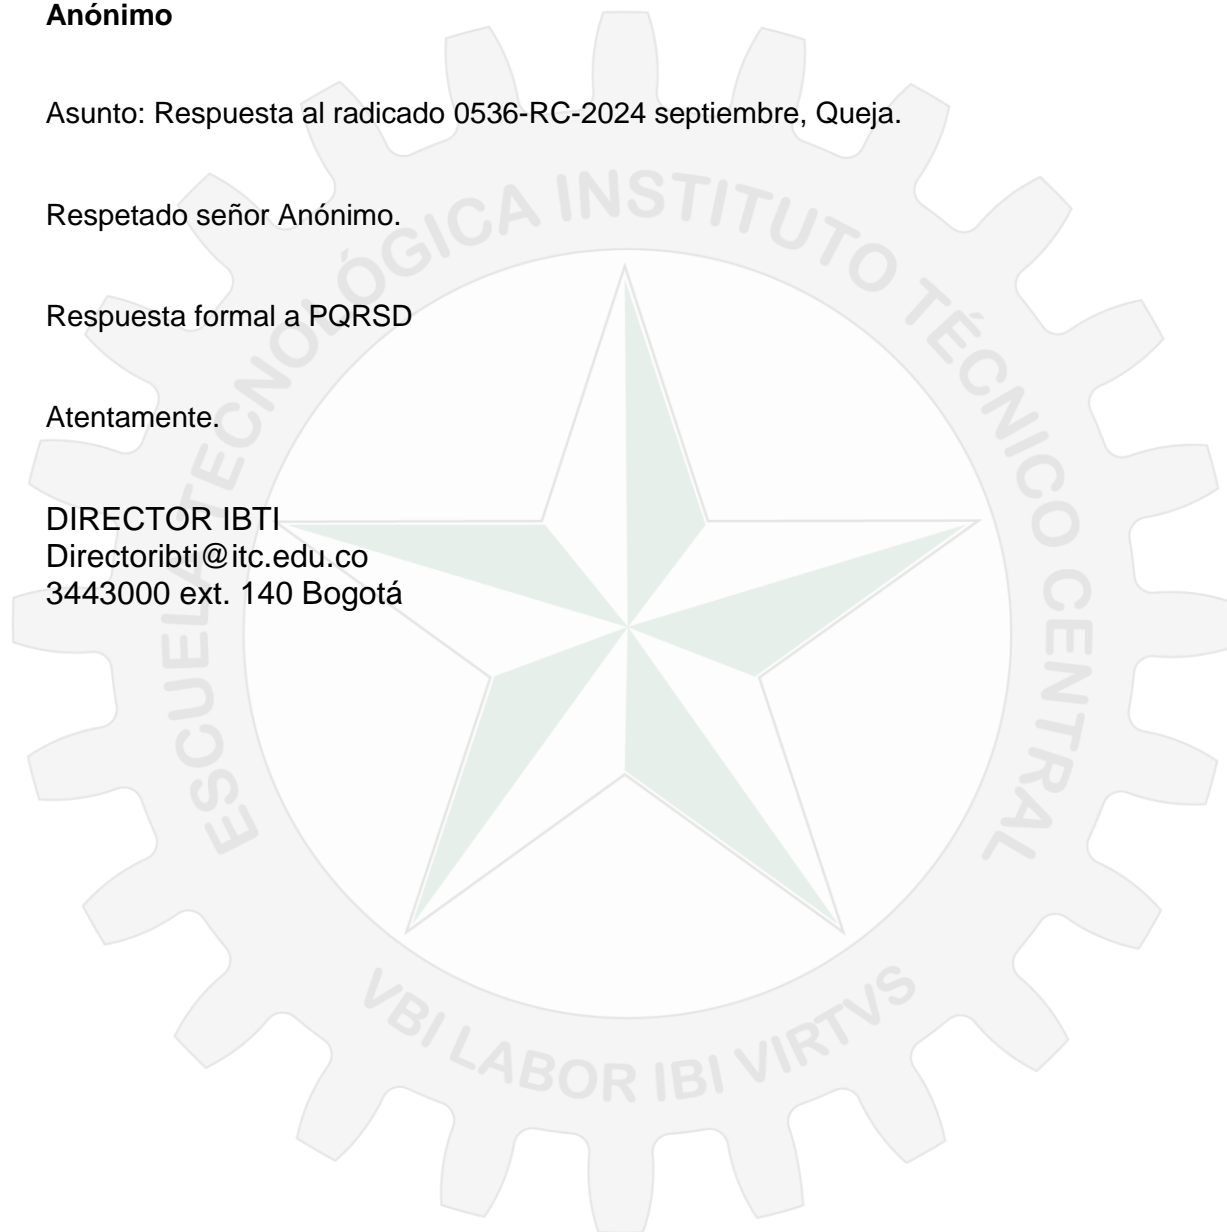 Anónimo
Asunto: Respuesta al radicado 0536-RC-2024 septiembre, Queja.
Respetado señor Anónimo.
Respuesta formal a PQRSD
Atentamente.
DIRECTOR IBTI
Directoribti@itc.edu.co
3443000 ext. 140 Bogotá
ESCUELA TECNOLÓGICA INSTITUTO TÉCNICO CENTRAL
VBI LABOR IBI VIRTVS